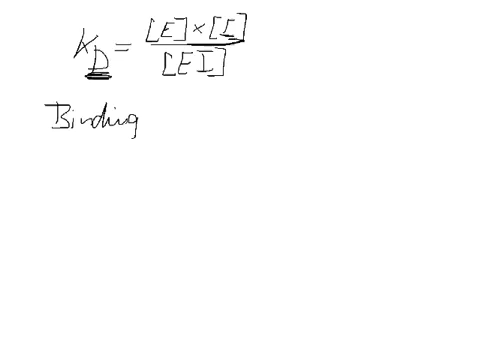 K_D = [E]×[I] / [EI]
Binding